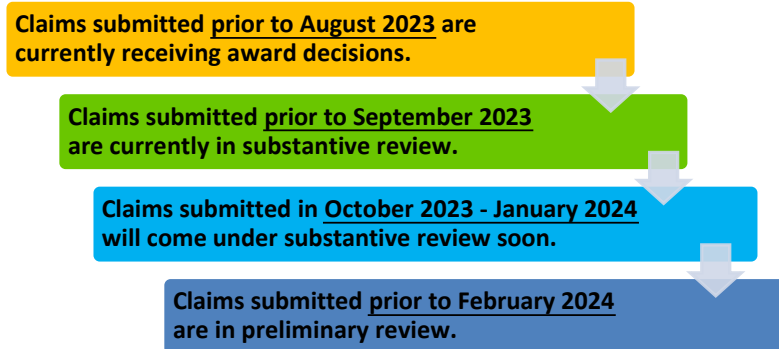 Claims submitted prior to August 2023 are
currently receiving award decisions.
Claims submitted prior to September 2023
are currently in substantive review.
Claims submitted in October 2023 - January 2024
will come under substantive review soon.
Claims submitted prior to February 2024
are in preliminary review.